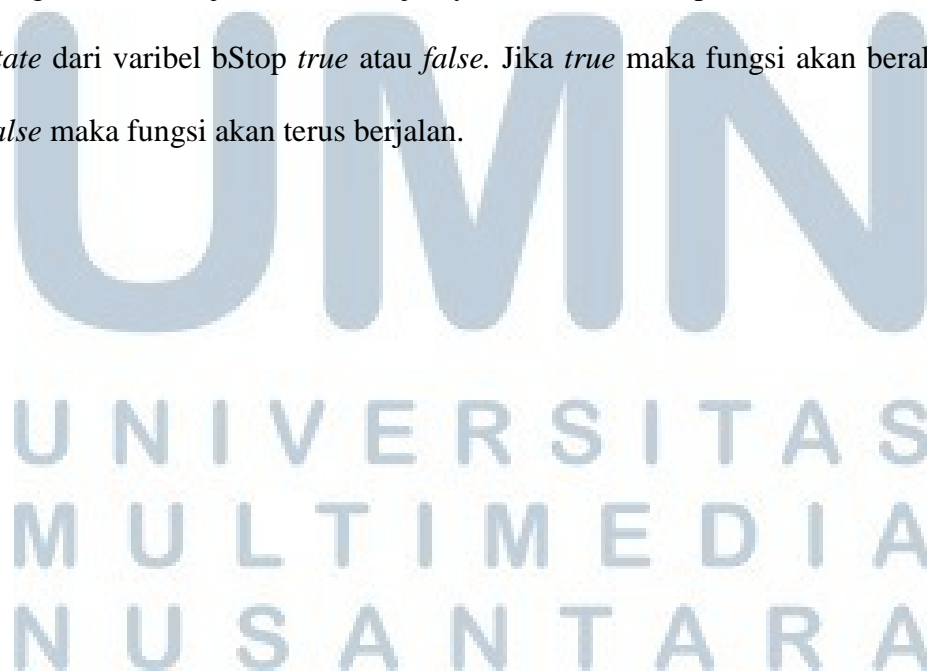 tate dari varibel bStop true atau false. Jika true maka fungsi akan beral
alse maka fungsi akan terus berjalan.
UMN
UNIVERSITAS
MULTIMEDIA
NUSANTARA